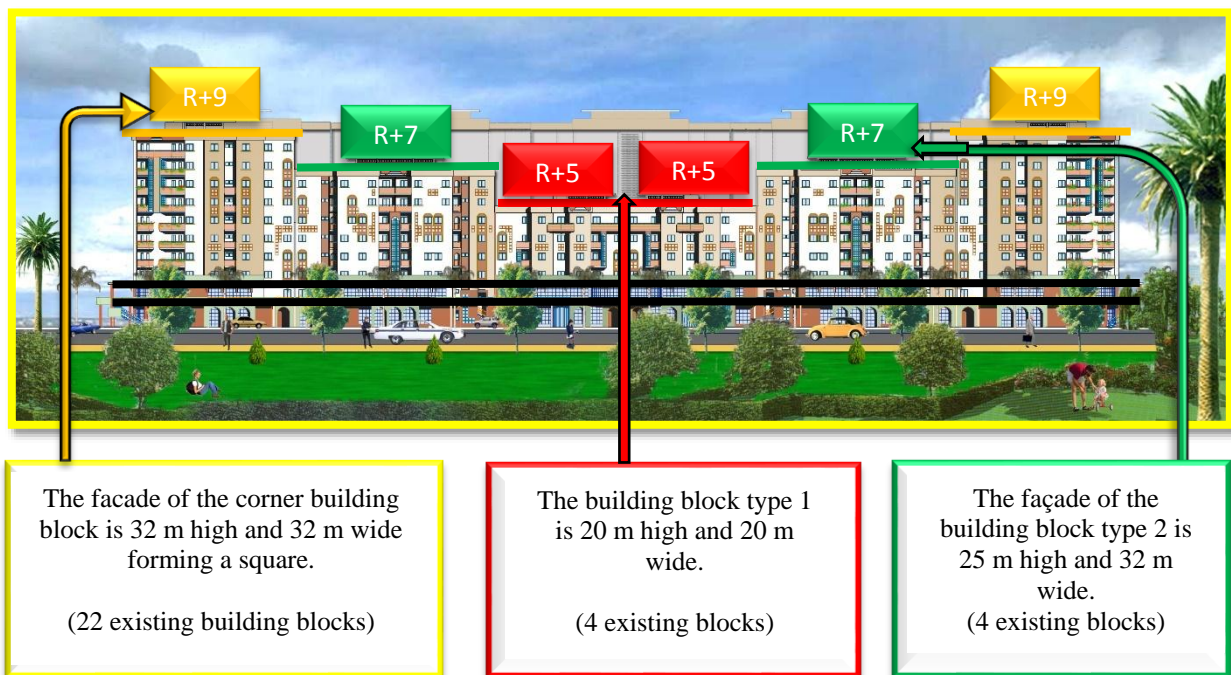 R+9
R+9
R+7
R+7
R+5
R+5
The facade of the corner building
block is 32 m high and 32 m wide
forming a square.
(22 existing building blocks)
The building block type 1
is 20 m high and 20 m
wide.
(4 existing blocks)
The façade of the
building block type 2 is
25 m high and 32 m
wide.
(4 existing blocks)